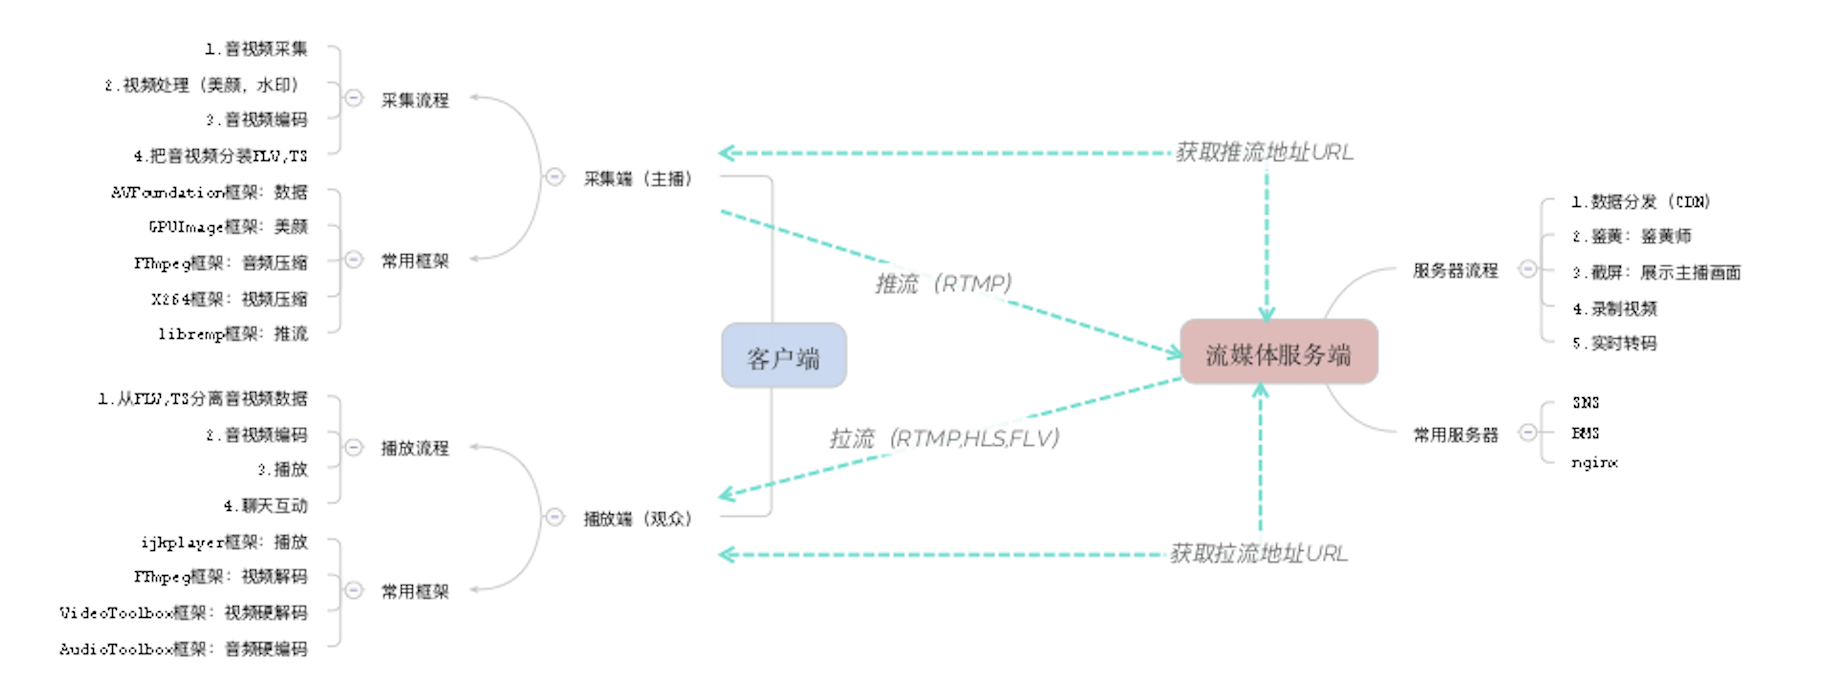 1.音视频采集
2.视频处理（美颜，水印）
3.音视频编码
4.把音视频分装FLV,TS
采集流程
AVFoundation框架：数据
GPUImage框架：美颜
FFmpeg框架：音频压缩
X264框架：视频压缩
libremp框架：推流
常用框架
采集端（主播）
1.从FLV,TS分离音视频数据
2.音视频编码
3.播放
4.聊天互动
播放流程
ijkplayer框架：播放
FFmpeg框架：视频解码
VideoToolbox框架：视频硬解码
AudioToolbox框架：音频硬编码
常用框架
播放端（观众）
客户端
获取推流地址URL
推流（RTMP）
拉流（RTMP,HLS,FLV）
获取拉流地址URL
流媒体服务端
服务器流程
1.数据分发（CDN）
2.鉴黄：鉴黄师
3.截屏：展示主播画面
4.录制视频
5.实时转码
常用服务器
SNS
BMS
nginx